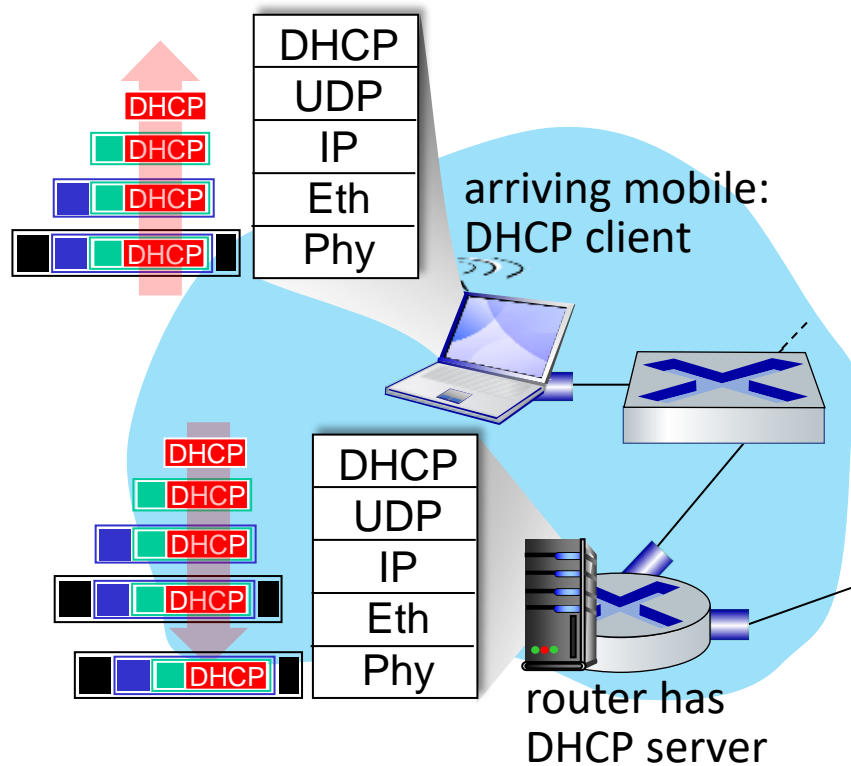 DHCP
UDP
IP
Eth
Phy
DHCP
DHCP
DHCP
DHCP
arriving mobile:
DHCP client
DHCP
UDP
IP
Eth
Phy
DHCP
DHCP
DHCP
DHCP
DHCP
router has
DHCP server